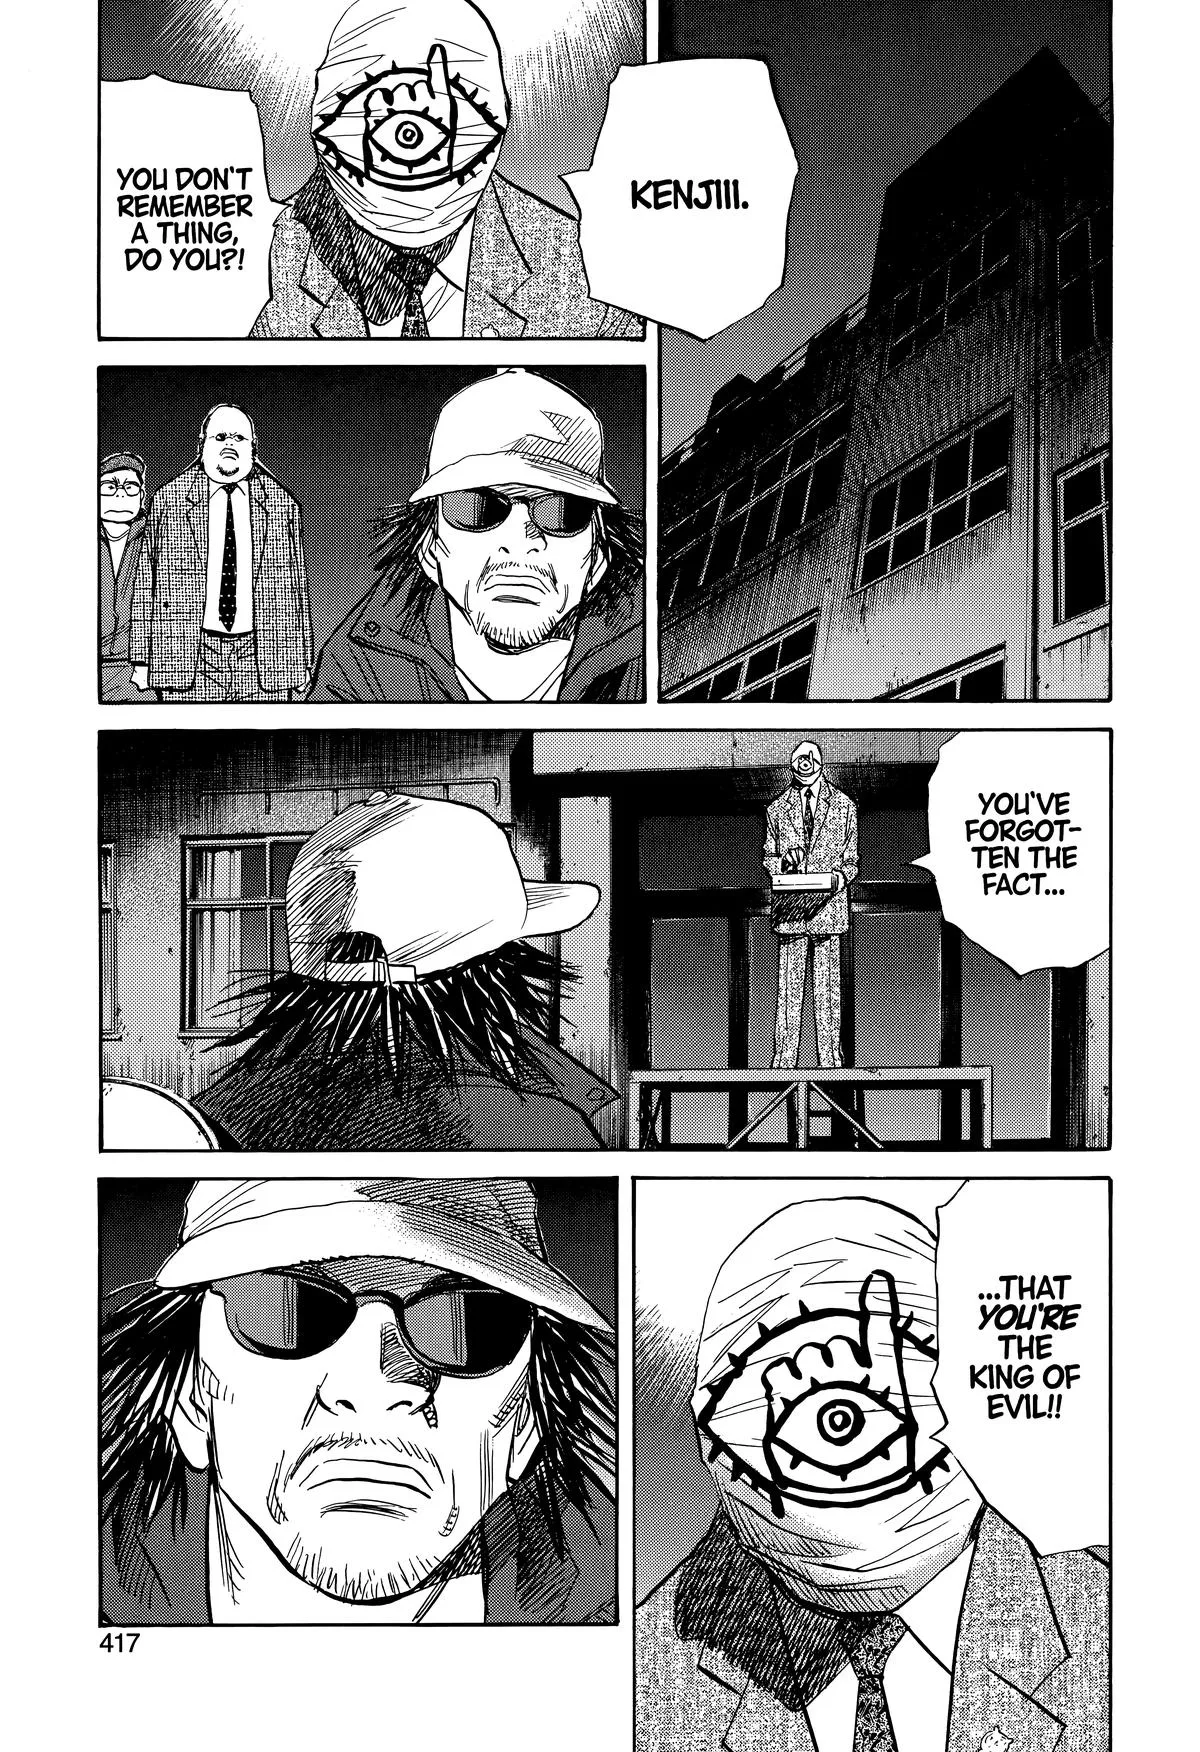 KENJIII.
YOU DON'T
REMEMBER
A THING,
DO YOU?!
YOU'VE
FORGOT-
TEN THE
FACT...
...THAT
YOU'RE
THE
KING OF
EVIL!!
417